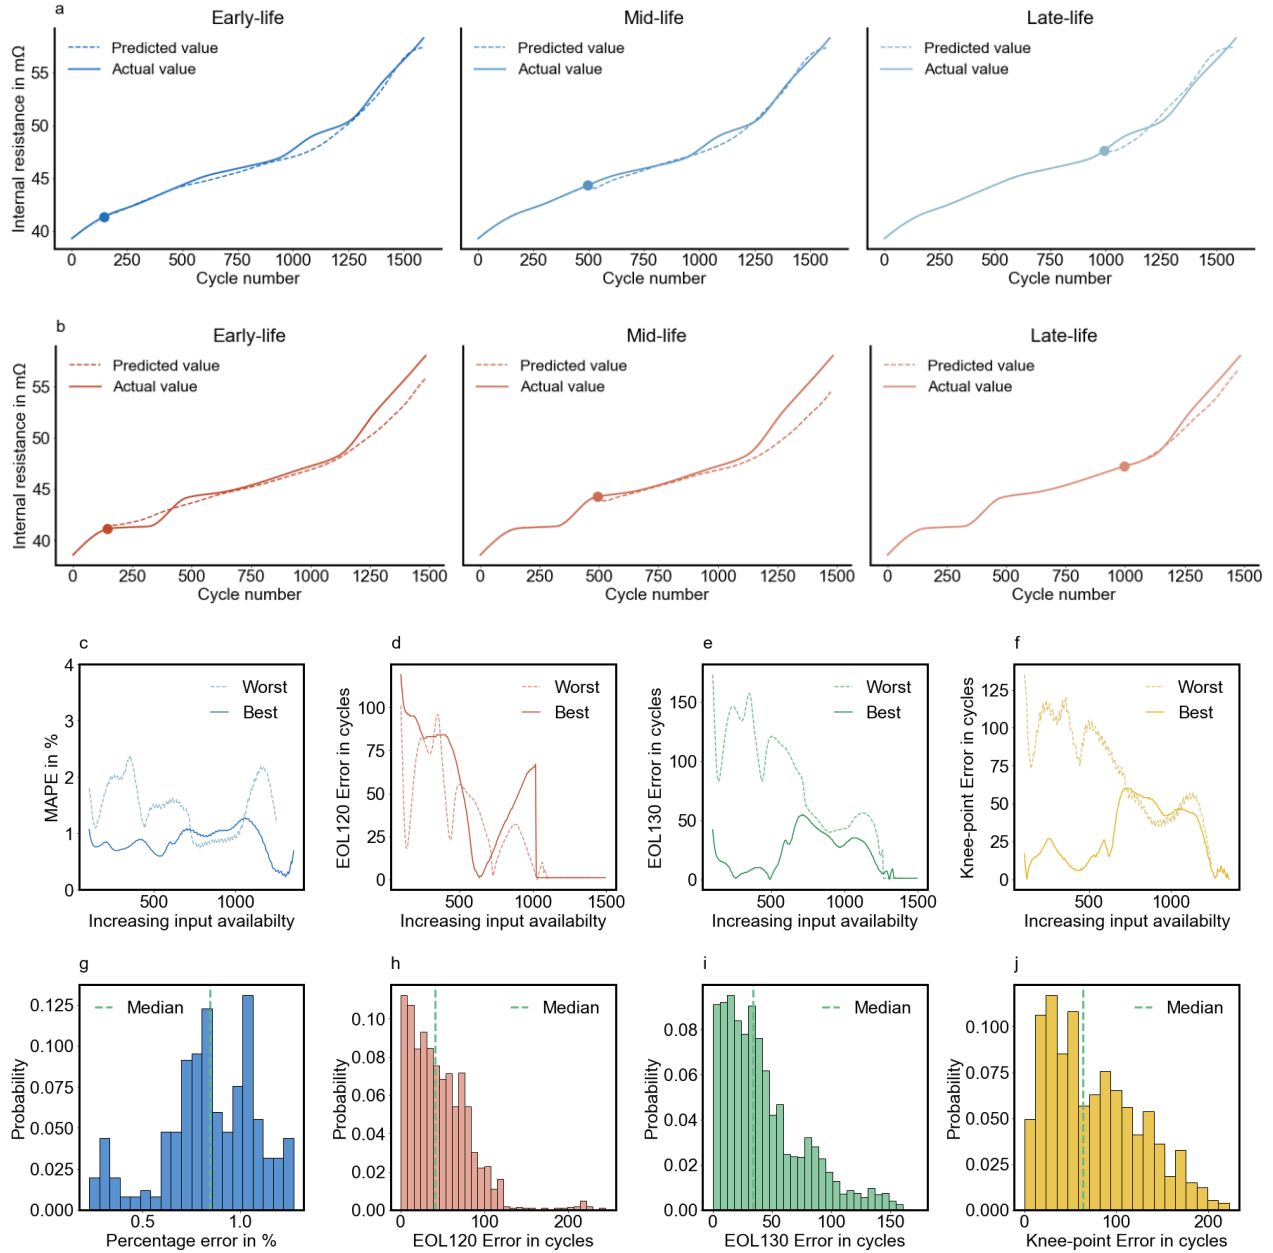 a
Early-life
Mid-life
Late-life
Internal resistance in mΩ
55
50
45
40
Predicted value
Actual value
Predicted value
Actual value
Predicted value
Actual value
0 250 500 750 1000 1250 1500
0 250 500 750 1000 1250 1500
0 250 500 750 1000 1250 1500
Cycle number
Cycle number
Cycle number
b
Early-life
Mid-life
Late-life
Internal resistance in mΩ
55
50
45
40
Predicted value
Actual value
Predicted value
Actual value
Predicted value
Actual value
0 250 500 750 1000 1250 1500
0 250 500 750 1000 1250 1500
0 250 500 750 1000 1250 1500
Cycle number
Cycle number
Cycle number
c
MAPE in %
4
3
2
1
0
Worst
Best
500 1000
Increasing input availabilty
d
EOL120 Error in cycles
100
75
50
25
0
Worst
Best
500 1000 1500
Increasing input availabilty
e
EOL130 Error in cycles
150
100
50
0
Worst
Best
500 1000 1500
Increasing input availabilty
f
Knee-point Error in cycles
125
100
75
50
25
0
Worst
Best
500 1000
Increasing input availabilty
g
Probability
0.125
0.100
0.075
0.050
0.025
0.000
Median
0.5 1.0
Percentage error in %
h
Probability
0.10
0.08
0.06
0.04
0.02
0.00
Median
0 100 200
EOL120 Error in cycles
i
Probability
0.08
0.06
0.04
0.02
0.00
Median
0 50 100 150
EOL130 Error in cycles
j
Probability
0.100
0.075
0.050
0.025
0.000
Median
0 100 200
Knee-point Error in cycles